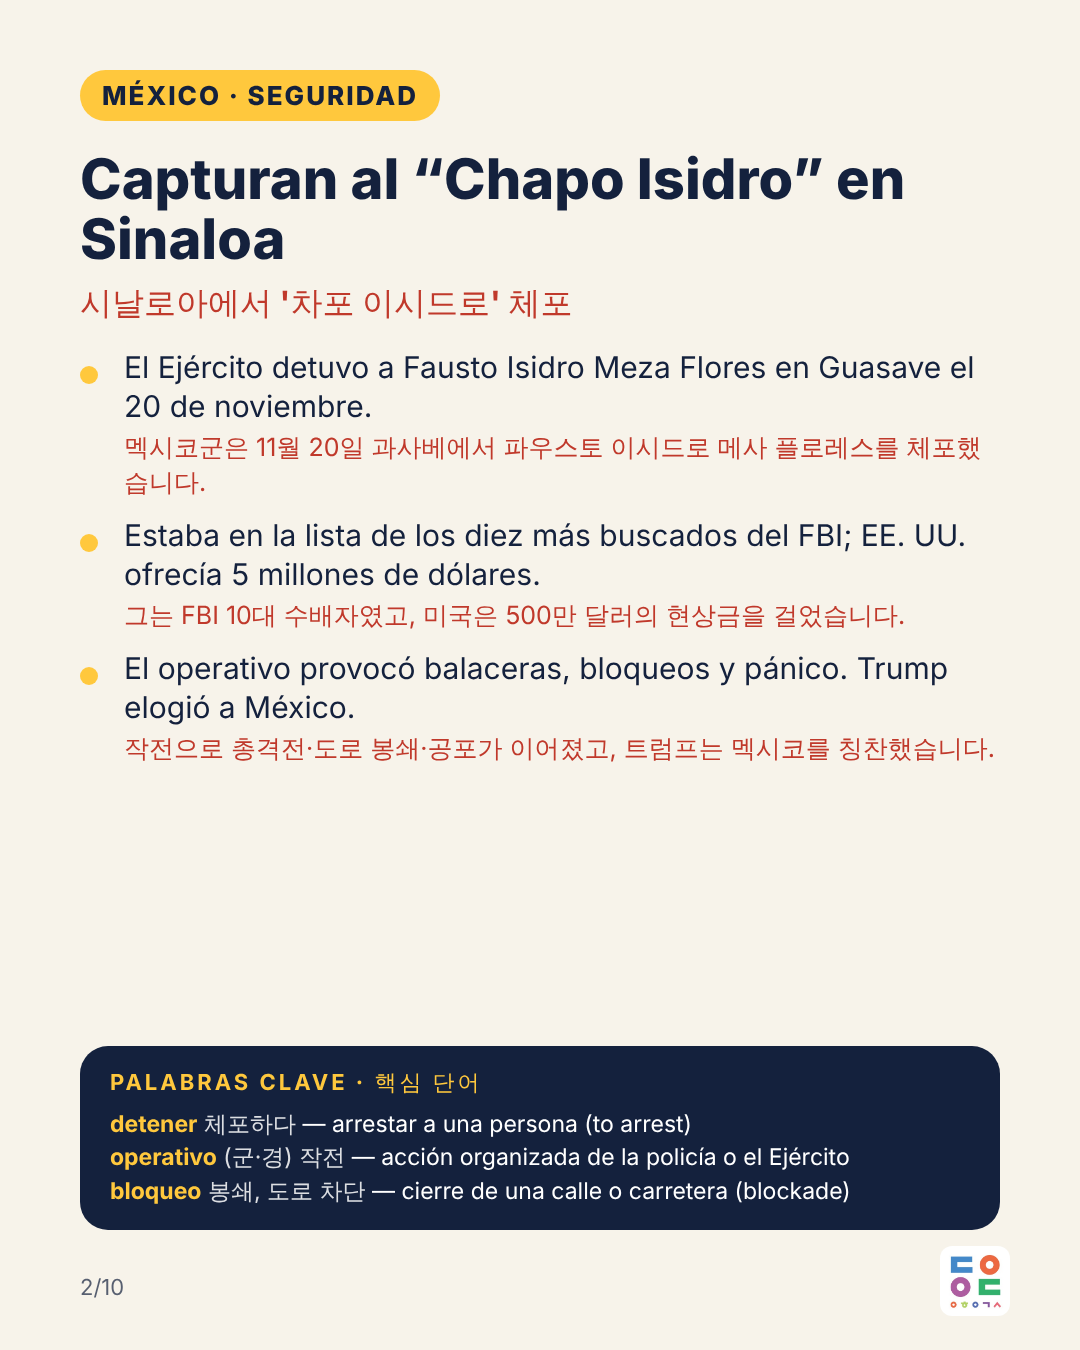 MÉXICO · SEGURIDAD
Capturan al “Chapo Isidro” en
Sinaloa
시날로아에서 '차포 이시드로' 체포
El Ejército detuvo a Fausto Isidro Meza Flores en Guasave el
20 de noviembre.
멕시코군은 11월 20일 과사베에서 파우스토 이시드로 메사 플로레스를 체포했
습니다.
Estaba en la lista de los diez más buscados del FBI; EE. UU.
ofrecía 5 millones de dólares.
그는 FBI 10대 수배자였고, 미국은 500만 달러의 현상금을 걸었습니다.
El operativo provocó balaceras, bloqueos y pánico. Trump
elogió a México.
작전으로 총격전·도로 봉쇄·공포가 이어졌고, 트럼프는 멕시코를 칭찬했습니다.
PALABRAS CLAVE · 핵심 단어
detener 체포하다 — arrestar a una persona (to arrest)
operativo (군·경) 작전 — acción organizada de la policía o el Ejército
bloqueo 봉쇄, 도로 차단 — cierre de una calle o carretera (blockade)
2/10